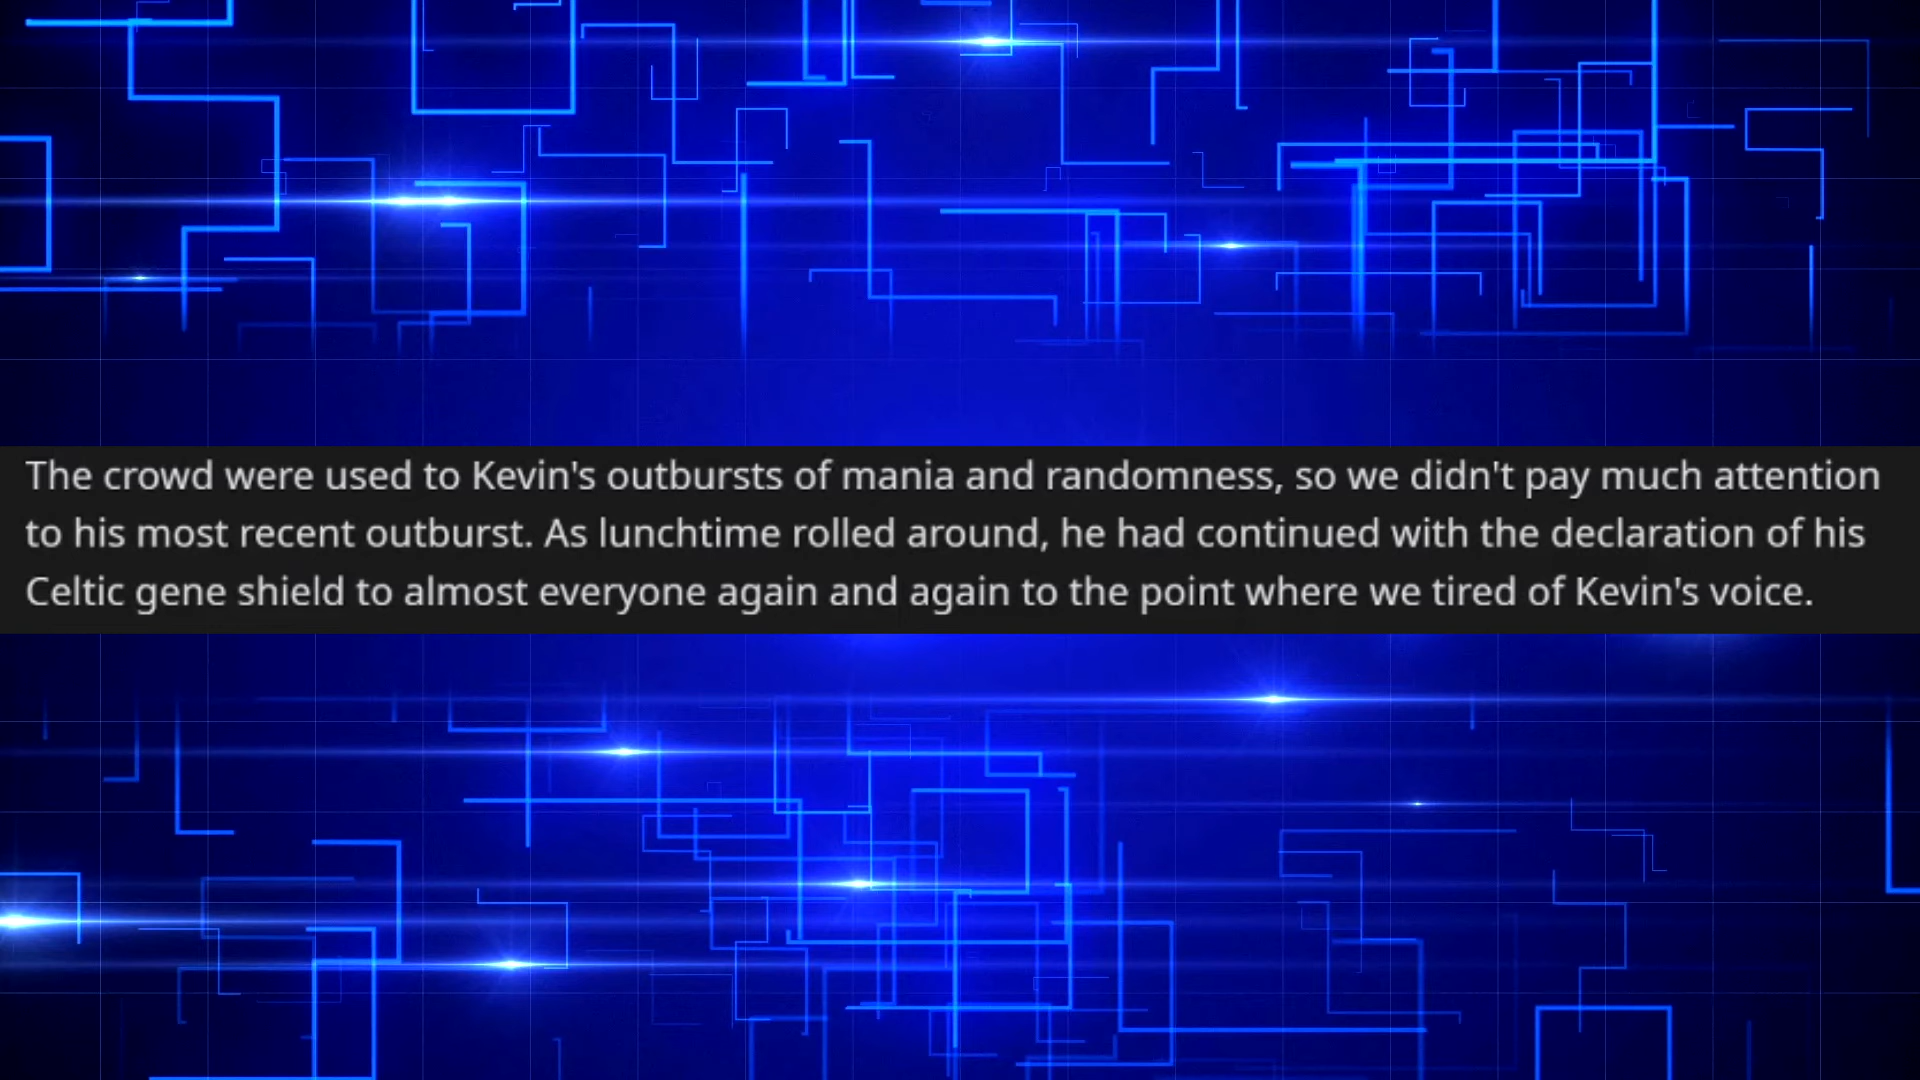 The crowd were used to Kevin's outbursts of mania and randomness, so we didn't pay much attention
to his most recent outburst. As lunchtime rolled around, he had continued with the declaration of his
Celtic gene shield to almost everyone again and again to the point where we tired of Kevin's voice.